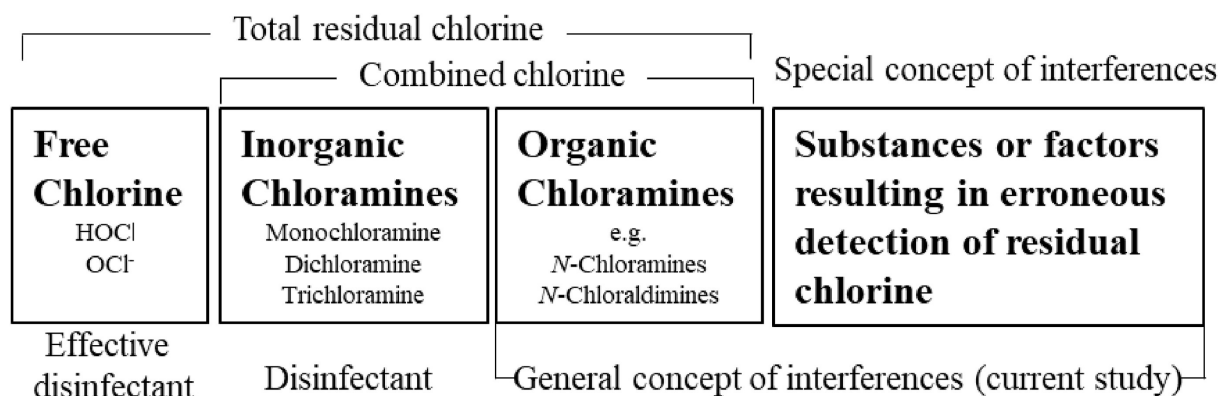 Total residual chlorine
Combined chlorine
Special concept of interferences
Free
Chlorine
HOCl
OCl-
Inorganic
Chloramines
Monochloramine
Dichloramine
Trichloramine
Organic
Chloramines
e.g.
N-Chloramines
N-Chloraldimines
Substances or factors
resulting in erroneous
detection of residual
chlorine
Effective
disinfectant
Disinfectant
General concept of interferences (current study)